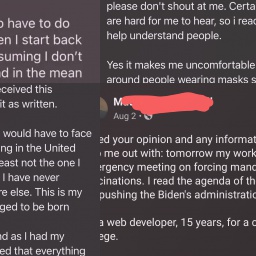 o have to do
en I start back
suming I don't
nd in the mean
eceived this
it as written.
would have to face
ng in the United
east not the one I
I have never
re else. This is my
ged to be born
nd as I had my
ed that everything
please don't shout at me. Certa
are hard for me to hear, so i reac
help understand people.
Yes it makes me uncomfortable
around people wearing masks s
M
Aug 2 ·
ed your opinion and any informat
me out with: tomorrow my work
ergency meeting on forcing mand
cinations. I read the agenda of th
pushing the Biden's administratio
a web developer, 15 years, for a c
ege.